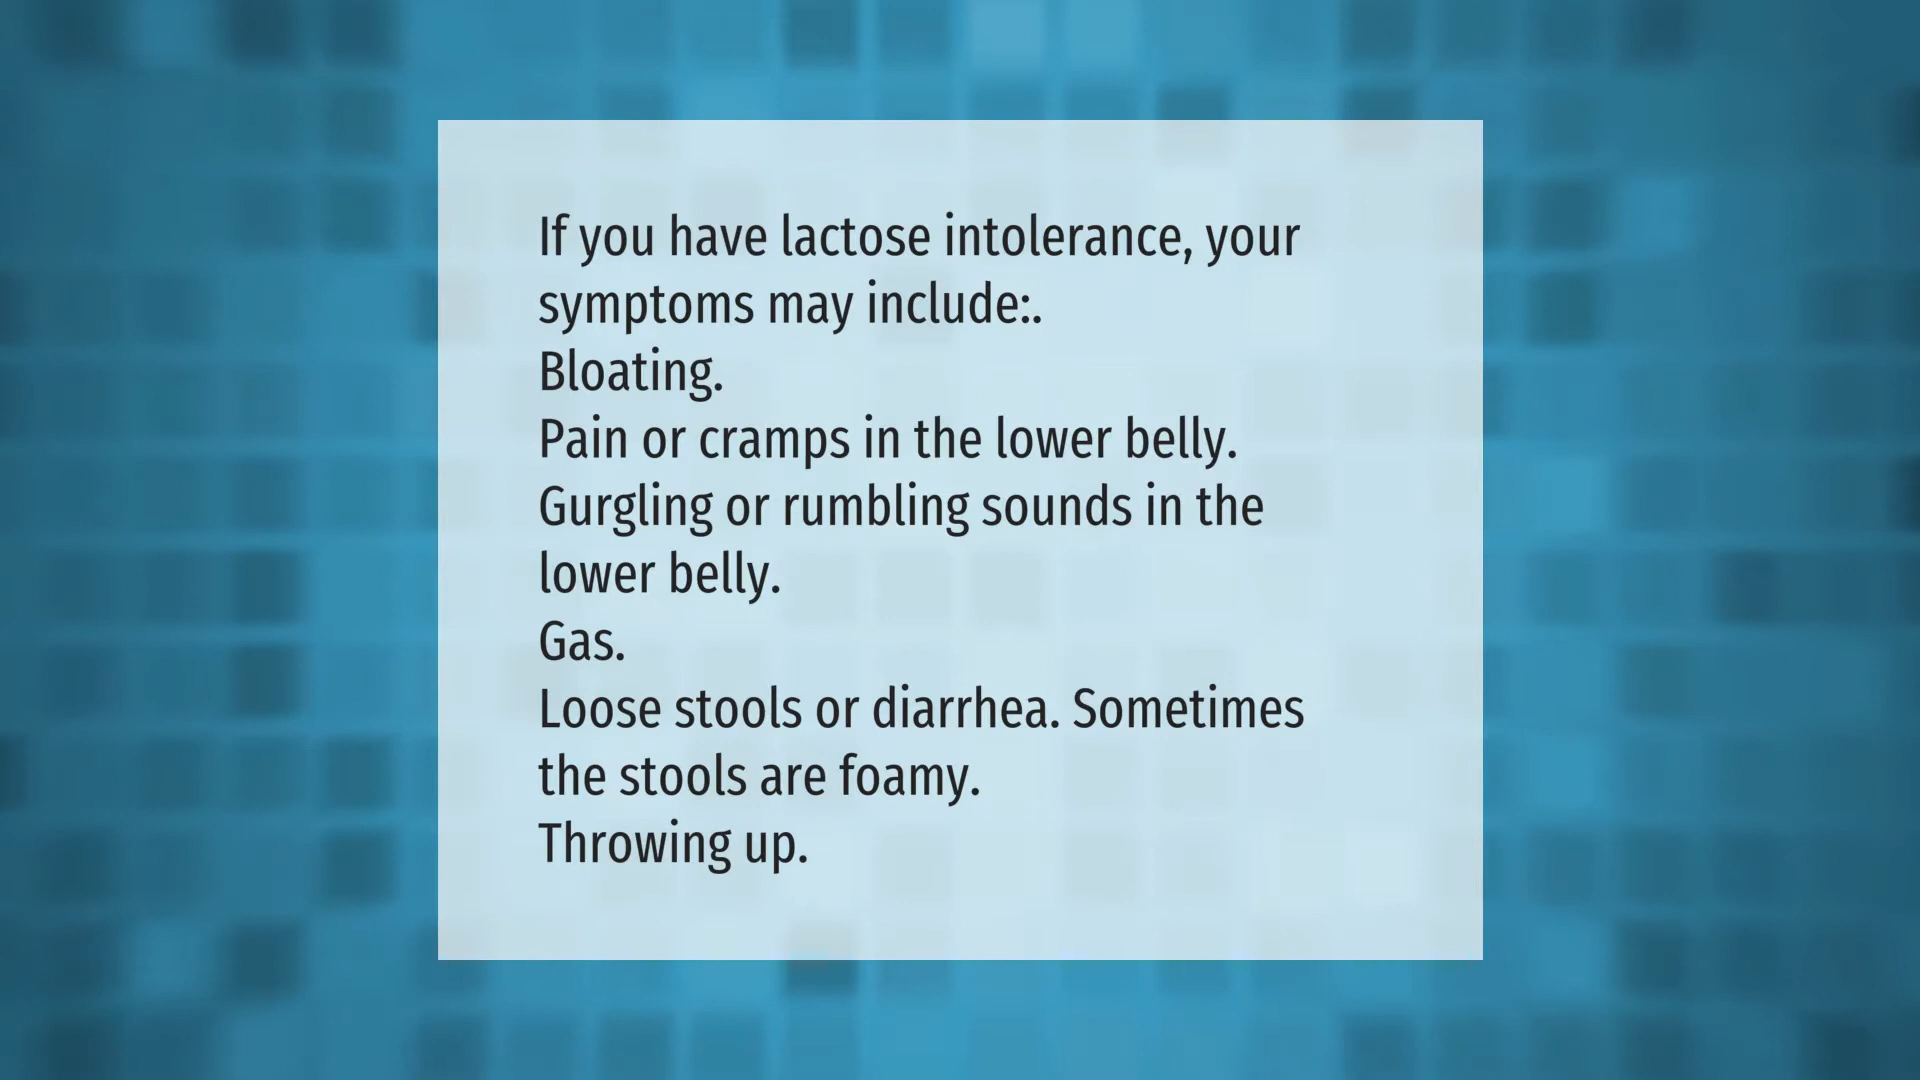 If you have lactose intolerance, your
symptoms may include:.
Bloating.
Pain or cramps in the lower belly.
Gurgling or rumbling sounds in the
lower belly.
Gas.
Loose stools or diarrhea. Sometimes
the stools are foamy.
Throwing up.